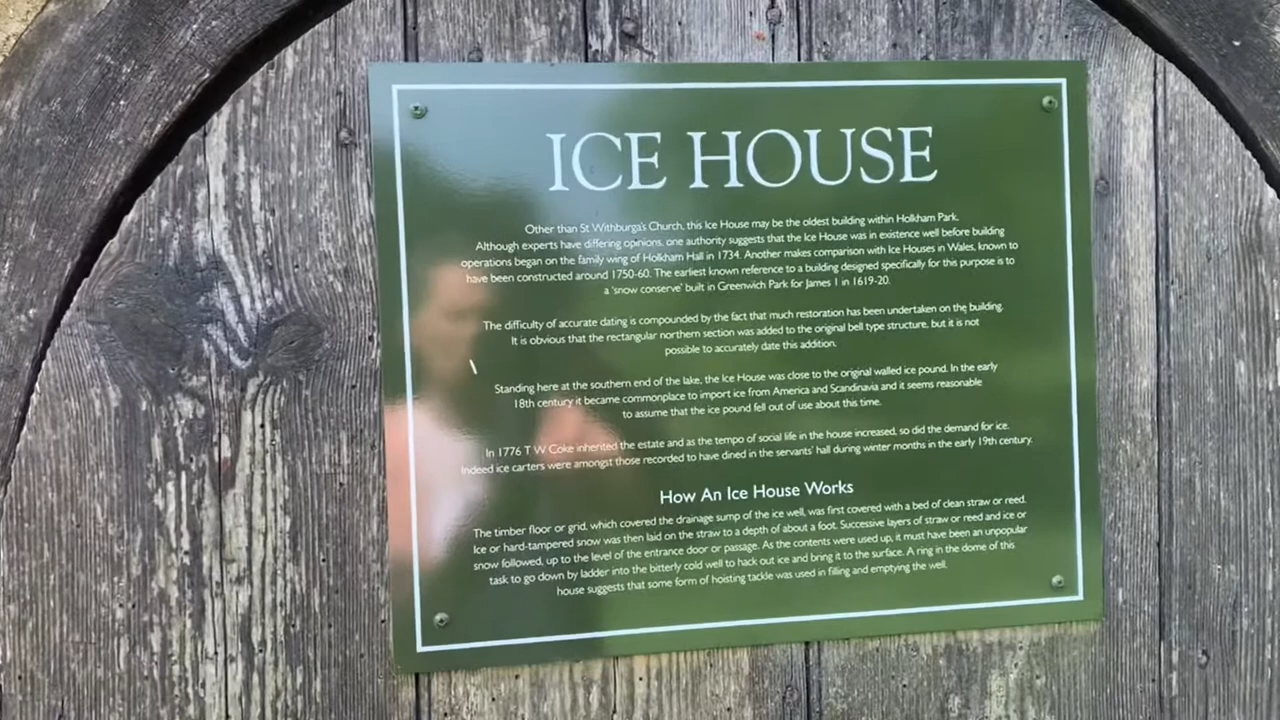 ICE HOUSE
Other than St Withburga's Church, this Ice House may be the oldest building within Holkham Park.
Although experts have differing opinions, one authority suggests that the Ice House was in existence well before building
operations began on the family wing of Holkham Hall in 1734. Another makes comparison with Ice Houses in Wales, known to
have been constructed around 1750-60. The earliest known reference to a building designed specifically for this purpose is to
a 'snow conserve' built in Greenwich Park for James I in 1619-20.
The difficulty of accurate dating is compounded by the fact that much restoration has been undertaken on the building.
It is obvious that the rectangular northern section was added to the original bell type structure, but it is not
possible to accurately date this addition.
Standing here at the southern end of the lake, the Ice House was close to the original walled ice pond. In the early
18th century it became commonplace to import ice from America and Scandinavia and it seems reasonable
to assume that the ice pond fell out of use about this time.
In 1776 T W Coke inherited the estate and as the tempo of social life in the house increased, so did the demand for ice.
Indeed ice carters were amongst those recorded to have dined in the servants' hall during winter months in the early 19th century.
How An Ice House Works
The timber floor or grid, which covered the drainage sump of the ice well, was first covered with a bed of clean straw or reed.
Ice or hard-tampered snow was then laid on the straw to a depth of about a foot. Successive layers of straw or reed and ice or
snow followed, up to the level of the entrance door or passage. As the contents were used up, it must have been an unpopular
task to go down by ladder into the bitterly cold well to hack out ice and bring it to the surface. A ring in the dome of this
house suggests that some form of hoisting tackle was used in filling and emptying the well.